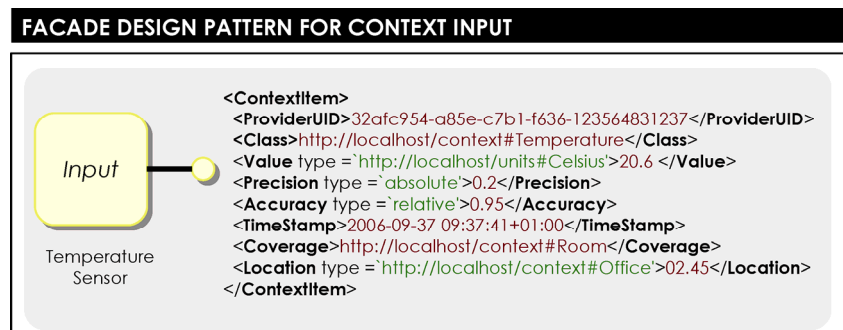 FACADE DESIGN PATTERN FOR CONTEXT INPUT
Input
Temperature
Sensor
<ContextItem>
<ProviderUID>32afc954-a85e-c7b1-f636-123564831237</ProviderUID>
<Class>http://localhost/context#Temperature</Class>
<Value type =`http://localhost/units#Celsius'>20.6 </Value>
<Precision type =`absolute'>0.2</Precision>
<Accuracy type =`relative'>0.95</Accuracy>
<TimeStamp>2006-09-37 09:37:41+01:00</TimeStamp>
<Coverage>http://localhost/context#Room</Coverage>
<Location type =`http://localhost/context#Office'>02.45</Location>
</ContextItem>